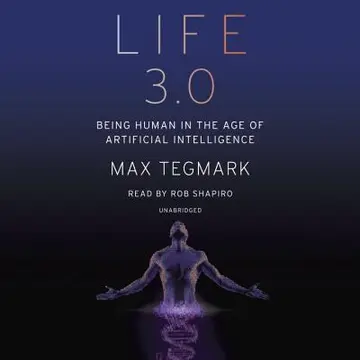 LIFE
3.0
BEING HUMAN IN THE AGE OF
ARTIFICIAL INTELLIGENCE
MAX TEGMARK
READ BY ROB SHAPIRO
UNABRIDGED